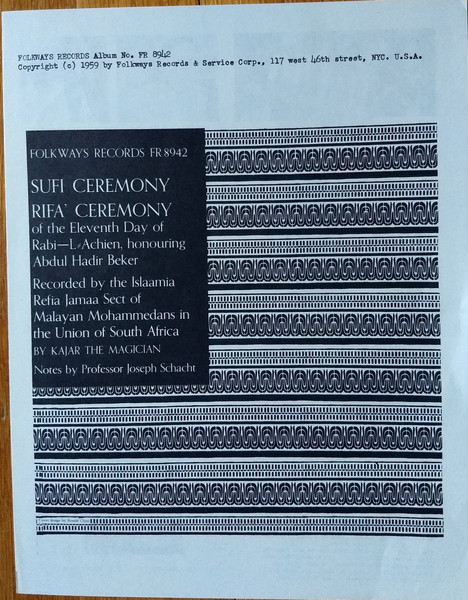 FOLKWAYS RECORDS Album No. FR 8942
Copyright (c) 1959 by Folkways Records & Service Corp., 117 west 46th street, NYC. U.S.A.
FOLKWAYS RECORDS FR 8942
SUFI CEREMONY
RIFA' CEREMONY
of the Eleventh Day of
Rabi—L-Achien, honouring
Abdul Hadir Beker
Recorded by the Islaamia
Refia Jamaa Sect of
Malayan Mohammedans in
the Union of South Africa
BY KAJAR THE MAGICIAN
Notes by Professor Joseph Schacht